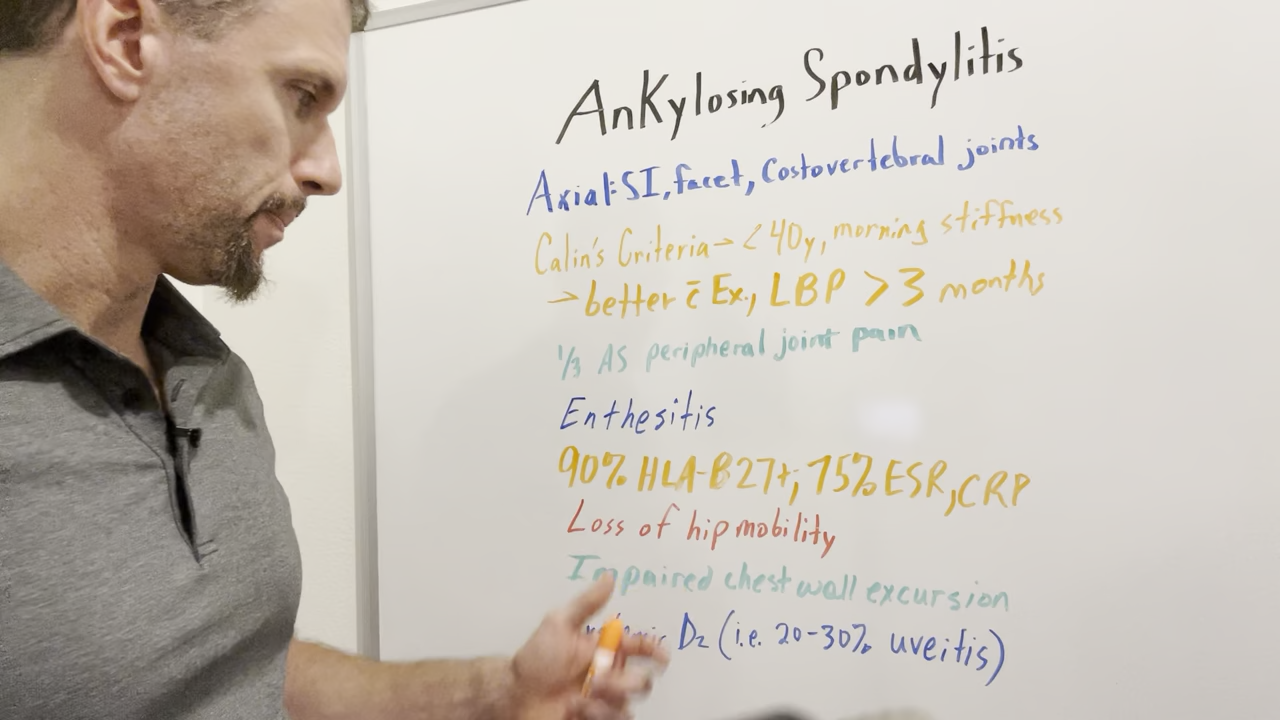 Ankylosing Spondylitis
Axial: SI, facet, Costovertebral joints
Calin's Criteria → < 40y, morning stiffness
→ better c̄ Ex., LBP > 3 months
1/3 AS peripheral joint pain
Enthesitis
90% HLA-B27+; 75% ESR, CRP
Loss of hip mobility
Impaired chest wall excursion
Dz (i.e. 20-30% uveitis)